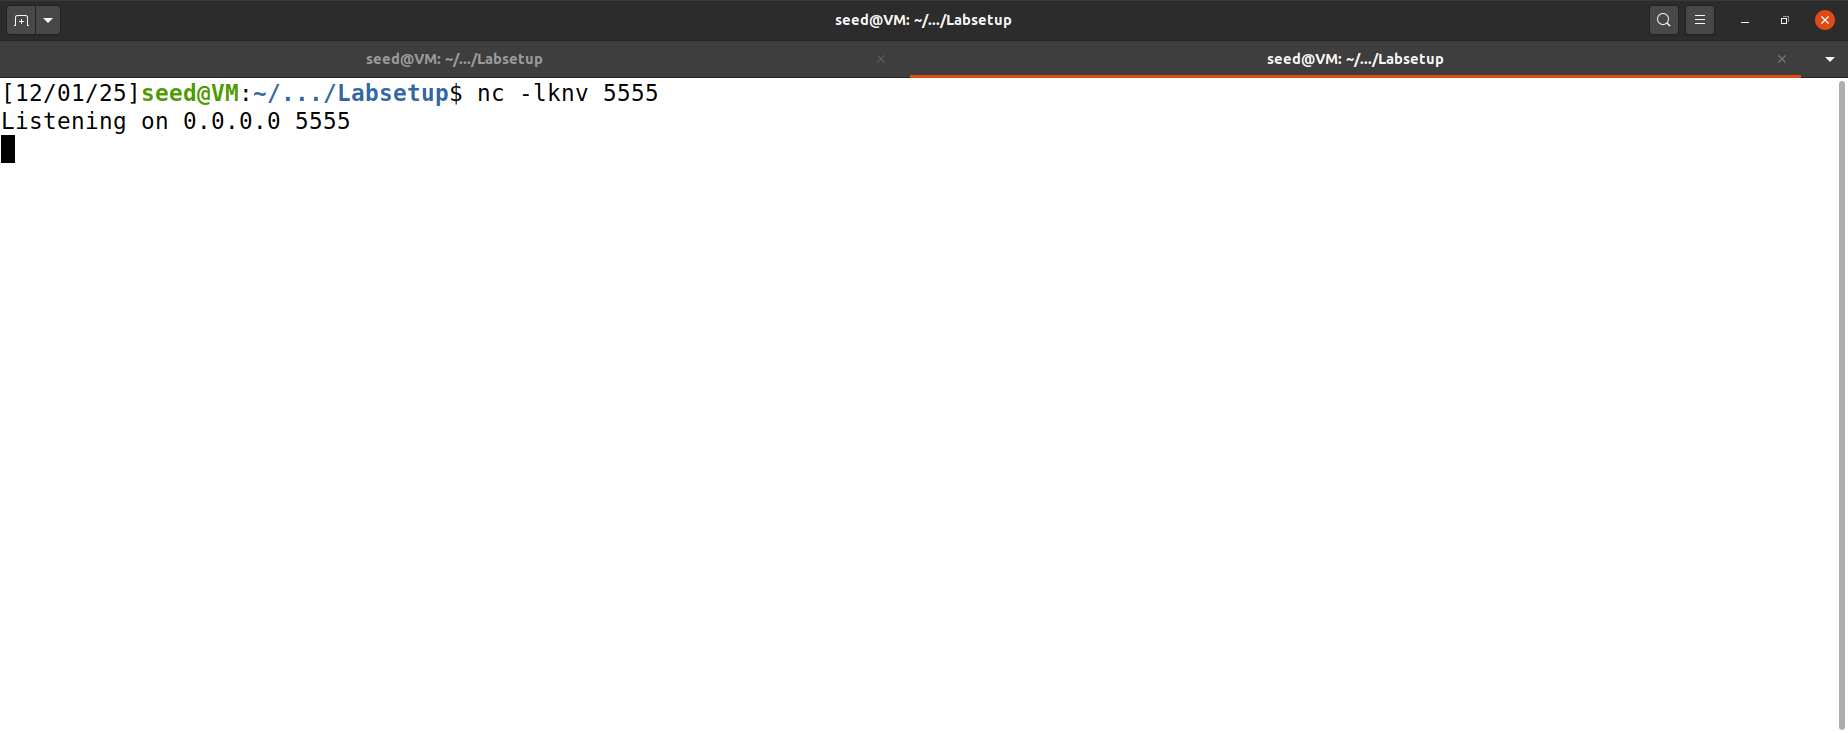 seed@VM: ~/.../Labsetup
seed@VM: ~/.../Labsetup
seed@VM: ~/.../Labsetup
[12/01/25]seed@VM:~/.../Labsetup$ nc -lknv 5555
Listening on 0.0.0.0 5555